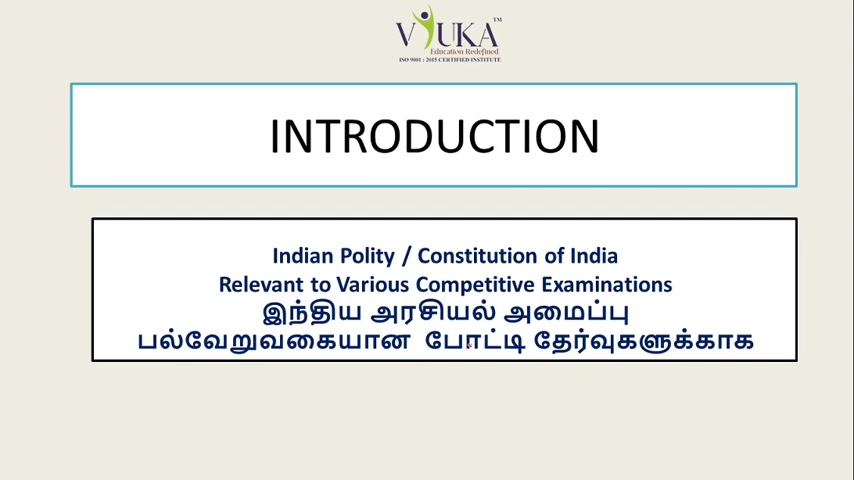 VYUKA™
Education Redefined
ISO 9001 : 2015 CERTIFIED INSTITUTE
INTRODUCTION
Indian Polity / Constitution of India
Relevant to Various Competitive Examinations
இந்திய அரசியல் அமைப்பு
பல்வேறுவகையான போட்டி தேர்வுகளுக்காக